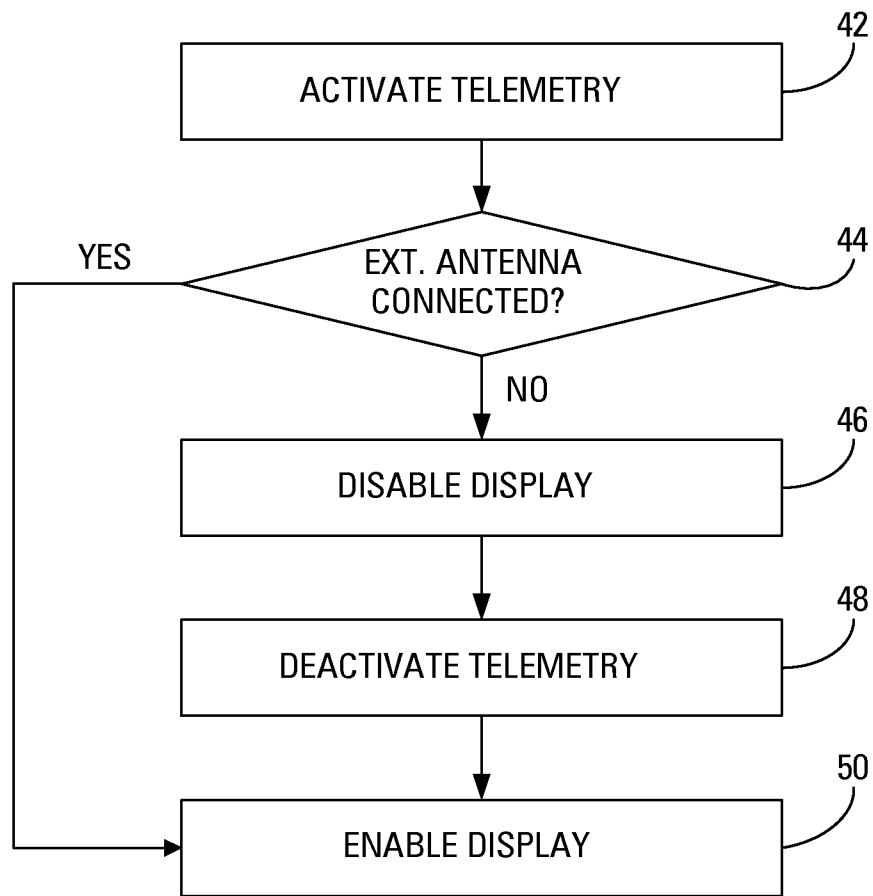 42
ACTIVATE TELEMETRY
44
YES
EXT. ANTENNA
CONNECTED?
NO
46
DISABLE DISPLAY
48
DEACTIVATE TELEMETRY
50
ENABLE DISPLAY